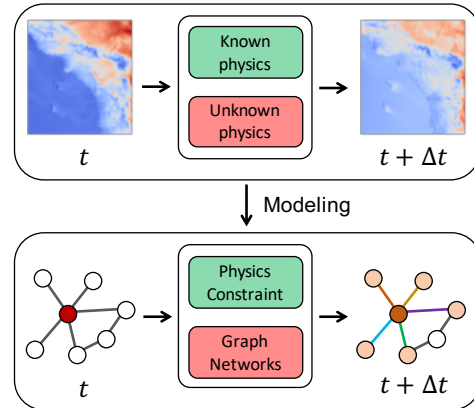 Known
physics
Unknown
physics
t
t + Δt
Modeling
Physics
Constraint
Graph
Networks
t
t + Δt